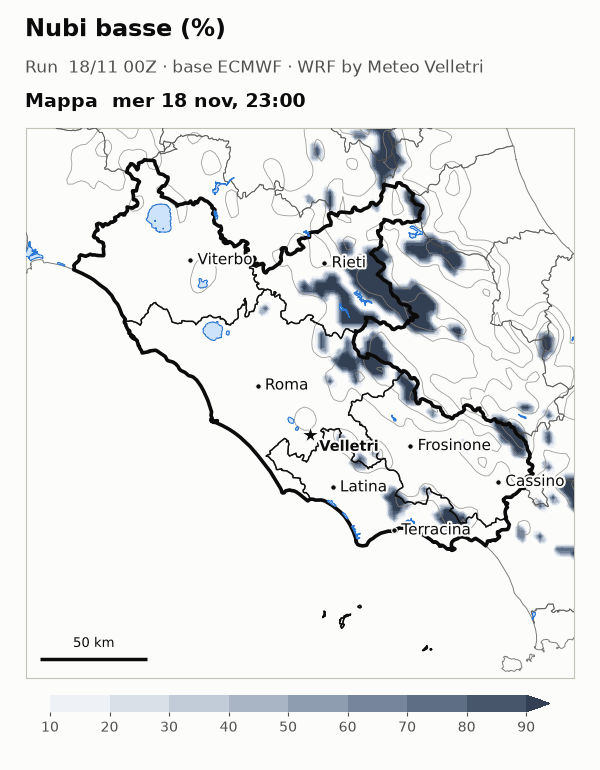 Nubi basse (%)
Run  18/11 00Z · base ECMWF · WRF by Meteo Velletri
Mappa  mer 18 nov, 23:00
Viterbo
Rieti
Roma
Velletri
Frosinone
Latina
Cassino
Terracina
50 km
10 20 30 40 50 60 70 80 90